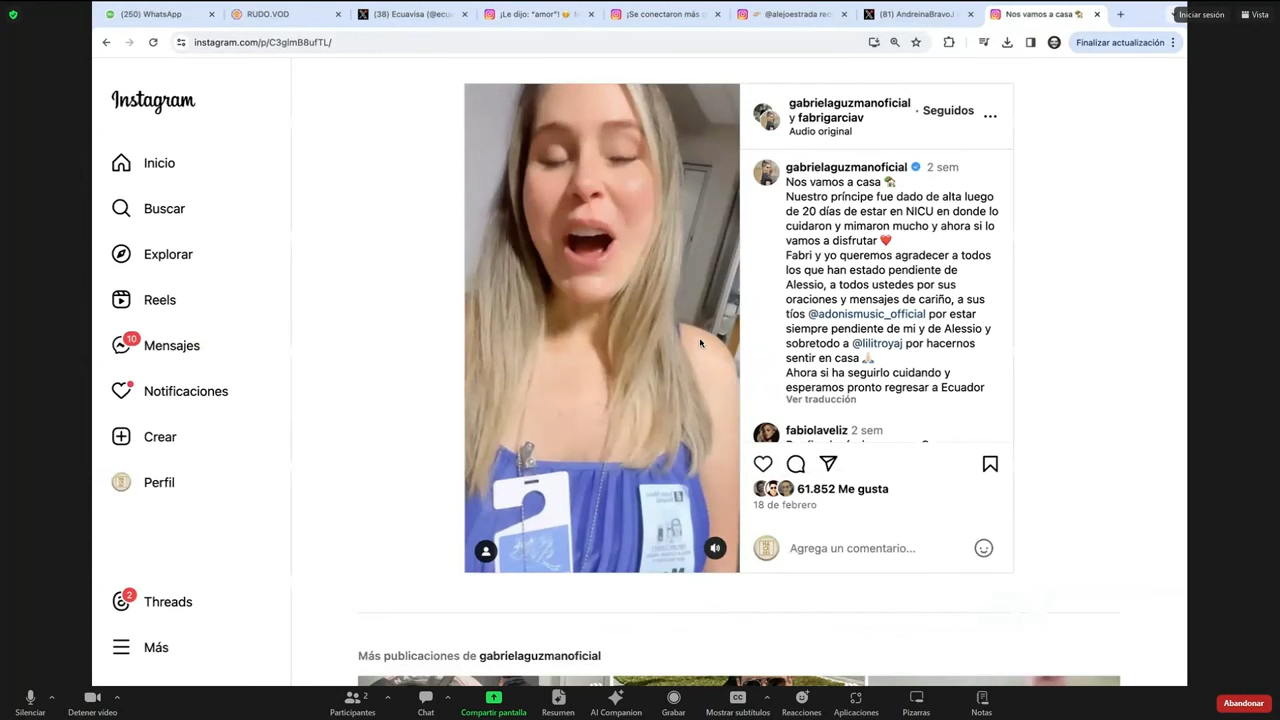 (250) WhatsApp
RUDO.VOD
(38) Ecuavisa (@ecu
¡Le dijo: "amor"!
¡Se conectaron más
@alejoestrada rec
(81) AndreinaBravo.
Nos vamos a casa
Iniciar sesión
Vista
instagram.com/p/C3glmB8ufTL/
Finalizar actualización
Instagram
Inicio
Buscar
Explorar
Reels
10
Mensajes
Notificaciones
Crear
Perfil
2
Threads
Más
gabrielaguzmanoficial
y fabrigarciav
· Seguidos
Audio original
gabrielaguzmanoficial 2 sem
Nos vamos a casa 🏡
Nuestro príncipe fue dado de alta luego
de 20 días de estar en NICU en donde lo
cuidaron y mimaron mucho y ahora si lo
vamos a disfrutar ❤️
Fabri y yo queremos agradecer a todos
los que han estado pendiente de
Alessio, a todos ustedes por sus
oraciones y mensajes de cariño, a sus
tíos @adonismusic_official por estar
siempre pendiente de mi y de Alessio y
sobretodo a @lilitroyaj por hacernos
sentir en casa 🙏🏻
Ahora si ha seguirlo cuidando y
esperamos pronto regresar a Ecuador
Ver traducción
fabiolaveliz 2 sem
61.852 Me gusta
18 de febrero
Agrega un comentario...
Más publicaciones de gabrielaguzmanoficial
Silenciar
Detener video
Participantes
2
Chat
Compartir pantalla
Resumen
AI Companion
Grabar
Mostrar subtítulos
Reacciones
Aplicaciones
Pizarras
Notas
Abandonar